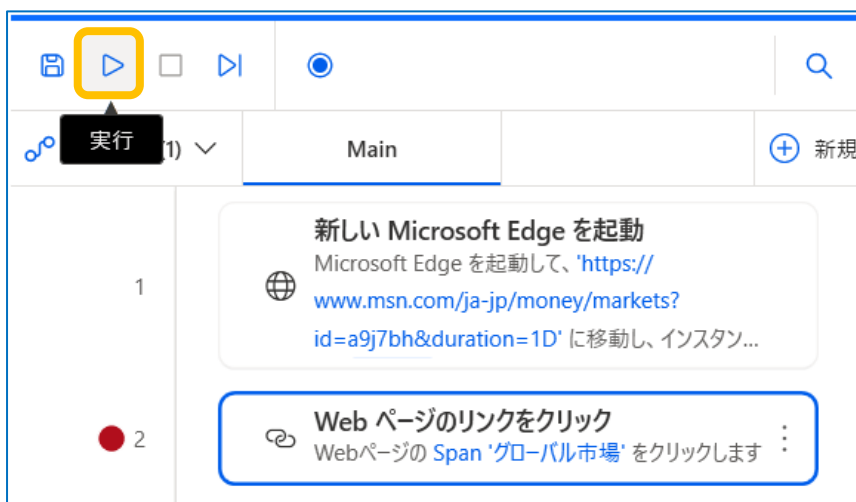 実行
(1)
Main
新規
1
新しい Microsoft Edge を起動
Microsoft Edge を起動して、'https://
www.msn.com/ja-jp/money/markets?
id=a9j7bh&duration=1D' に移動し、インスタン...
2
Web ページのリンクをクリック
Webページの Span 'グローバル市場' をクリックします